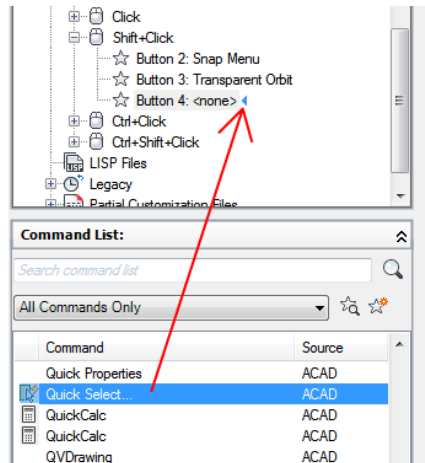 Click
Shift+Click
Button 2: Snap Menu
Button 3: Transparent Orbit
Button 4: <none>
Ctrl+Click
Ctrl+Shift+Click
LISP Files
Legacy
Partial Customization Files
Command List:
Search command list
All Commands Only
Command Source
Quick Properties ACAD
Quick Select... ACAD
QuickCalc ACAD
QuickCalc ACAD
QVDrawing ACAD